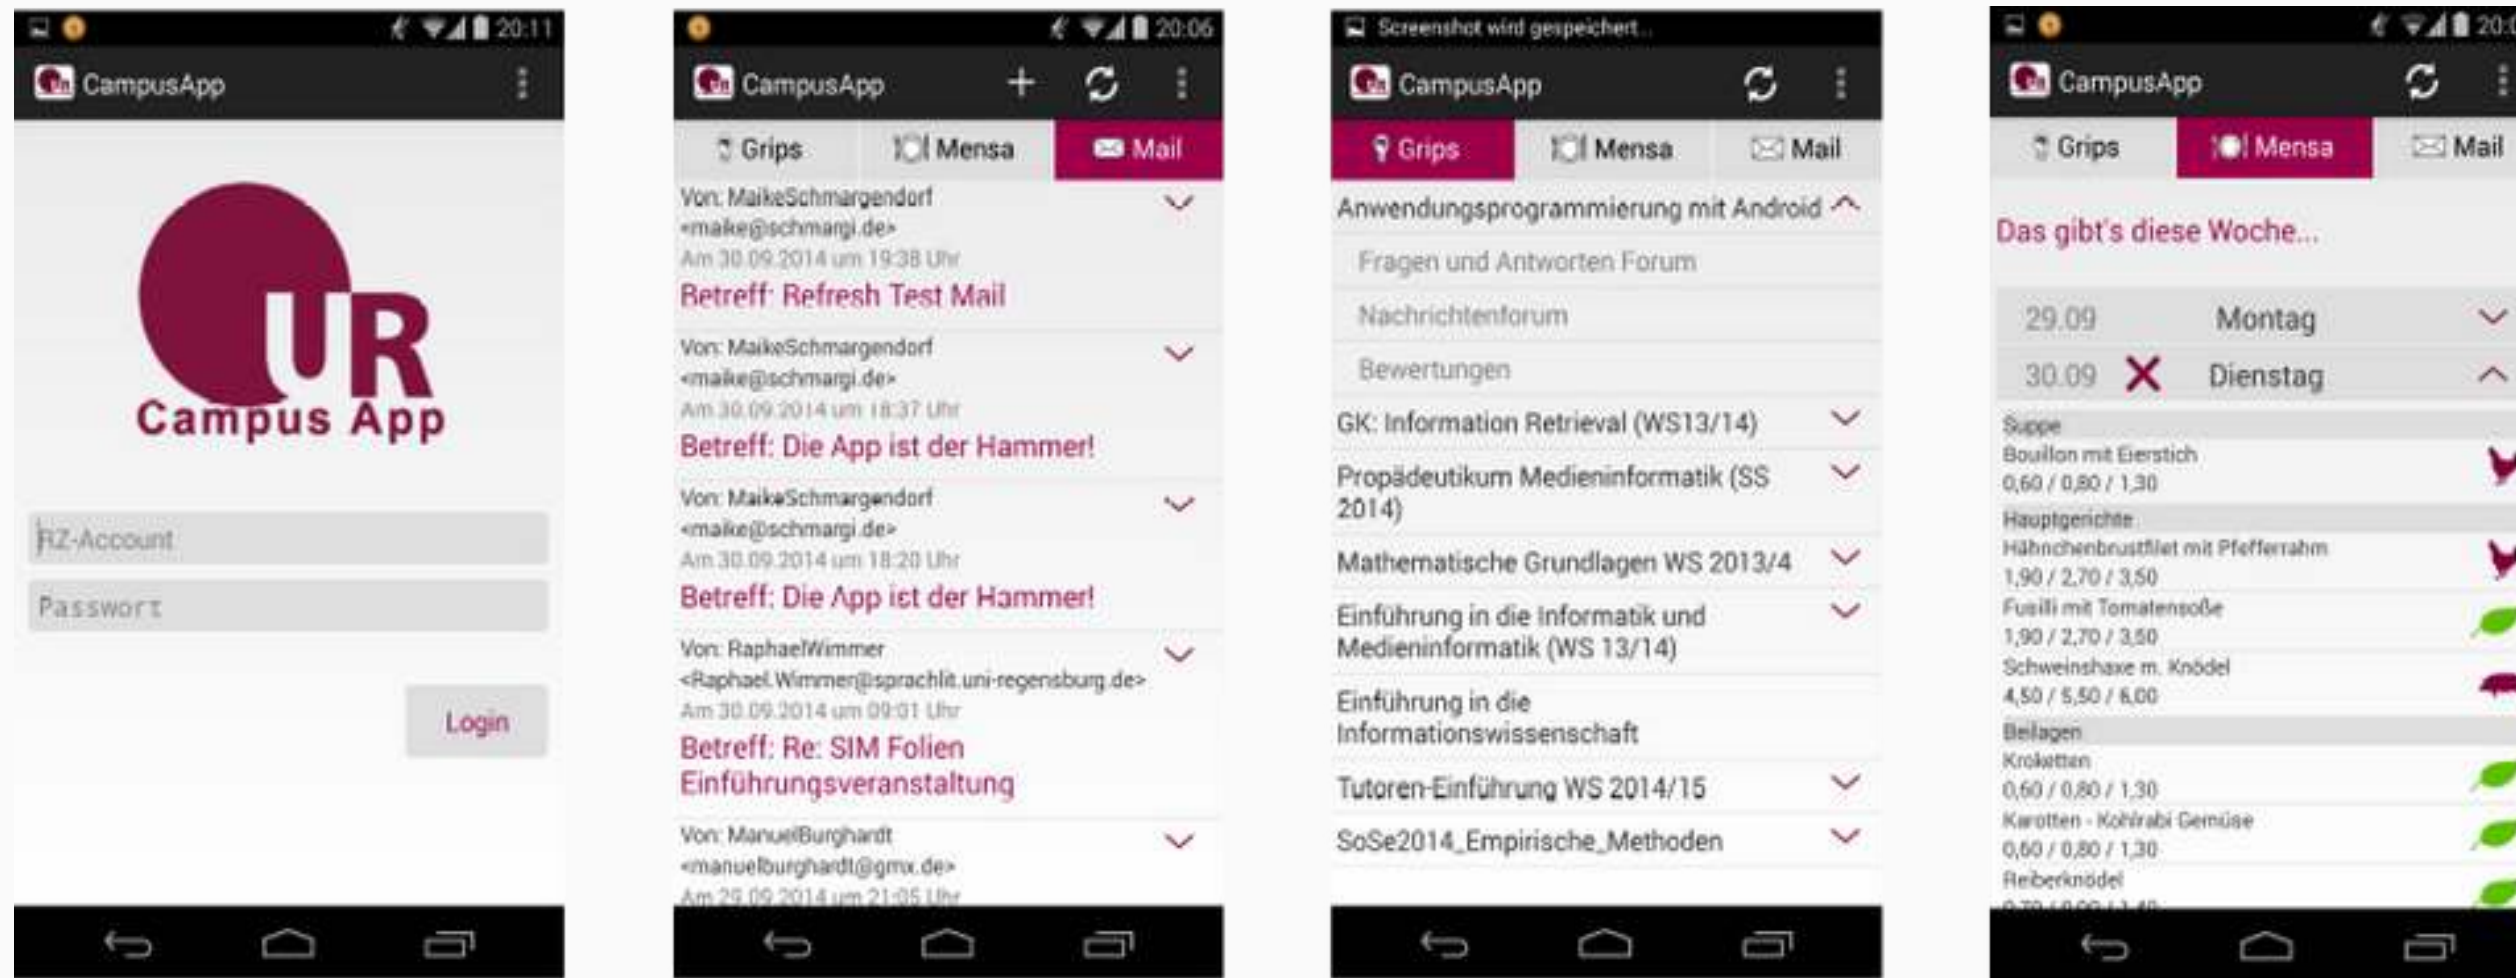 20:11
CampusApp
UR
Campus App
RZ-Account
Passwort
Login
20:06
CampusApp
Grips
Mensa
Mail
Von: MaikeSchmargendorf
<maike@schmargi.de>
Am 30.09.2014 um 19:38 Uhr
Betreff: Refresh Test Mail
Von: MaikeSchmargendorf
<maike@schmargi.de>
Am 30.09.2014 um 18:37 Uhr
Betreff: Die App ist der Hammer!
Von: MaikeSchmargendorf
<maike@schmargi.de>
Am 30.09.2014 um 18:20 Uhr
Betreff: Die App ist der Hammer!
Von: RaphaelWimmer
<Raphael.Wimmer@sprachlit.uni-regensburg.de>
Am 30.09.2014 um 09:01 Uhr
Betreff: Re: SIM Folien
Einführungsveranstaltung
Von: ManuelBurghardt
<manuelburghardt@gmx.de>
Am 29.09.2014 um 21:05 Uhr
Screenshot wird gespeichert...
CampusApp
Grips
Mensa
Mail
Anwendungsprogrammierung mit Android
Fragen und Antworten Forum
Nachrichtenforum
Bewertungen
GK: Information Retrieval (WS13/14)
Propädeutikum Medieninformatik (SS
2014)
Mathematische Grundlagen WS 2013/4
Einführung in die Informatik und
Medieninformatik (WS 13/14)
Einführung in die
Informationswissenschaft
Tutoren-Einführung WS 2014/15
SoSe2014_Empirische_Methoden
CampusApp
Grips
Mensa
Mail
Das gibt's diese Woche...
29.09 Montag
30.09 Dienstag
Suppe
Bouillon mit Eierstich
0,60 / 0,80 / 1,30
Hauptgerichte
Hähnchenbrustfilet mit Pfefferrahm
1,90 / 2,70 / 3,50
Fusilli mit Tomatensoße
1,90 / 2,70 / 3,50
Schweinshaxe m. Knödel
4,50 / 5,50 / 6,00
Beilagen
Kroketten
0,60 / 0,80 / 1,30
Karotten - Kohlrabi Gemüse
0,60 / 0,80 / 1,30
Reiberknödel